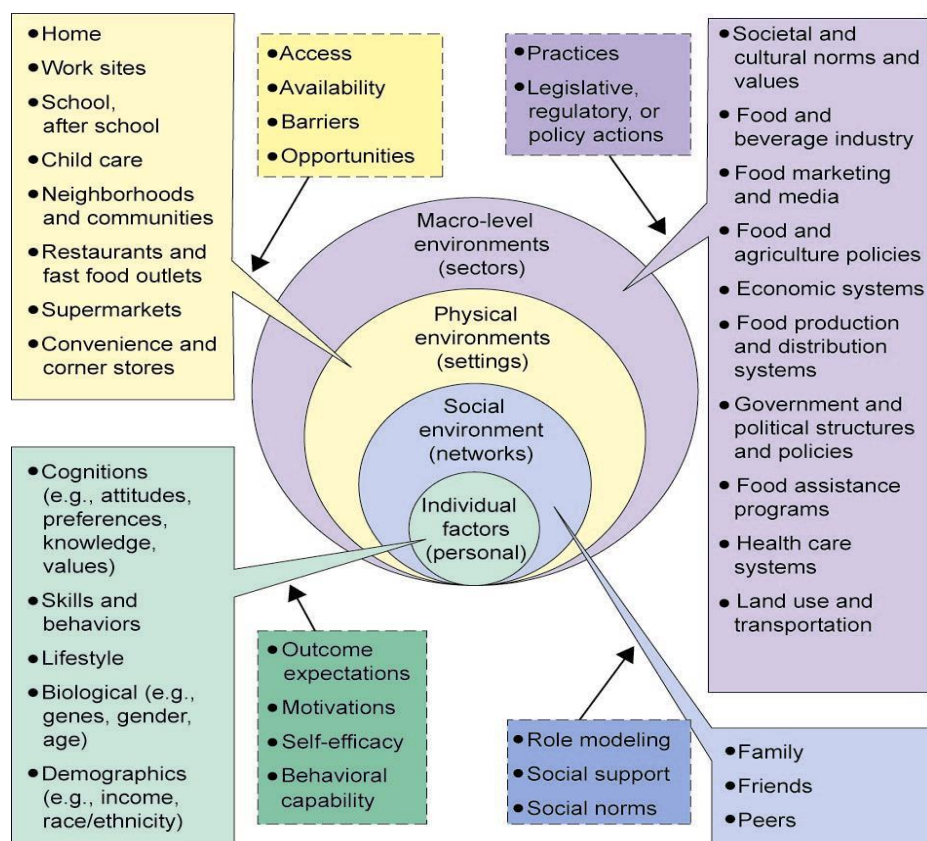 ● Home
● Work sites
● School,
after school
● Child care
● Neighborhoods
and communities
● Restaurants and
fast food outlets
● Supermarkets
● Convenience and
corner stores
● Access
● Availability
● Barriers
● Opportunities
● Practices
● Legislative,
regulatory, or
policy actions
● Societal and
cultural norms and
values
● Food and
beverage industry
● Food marketing
and media
● Food and
agriculture policies
● Economic systems
● Food production
and distribution
systems
● Government and
political structures
and policies
● Food assistance
programs
● Health care
systems
● Land use and
transportation
Macro-level
environments
(sectors)
Physical
environments
(settings)
Social
environment
(networks)
Individual
factors
(personal)
● Cognitions
(e.g., attitudes,
preferences,
knowledge,
values)
● Skills and
behaviors
● Lifestyle
● Biological (e.g.,
genes, gender,
age)
● Demographics
(e.g., income,
race/ethnicity)
● Outcome
expectations
● Motivations
● Self-efficacy
● Behavioral
capability
● Role modeling
● Social support
● Social norms
● Family
● Friends
● Peers